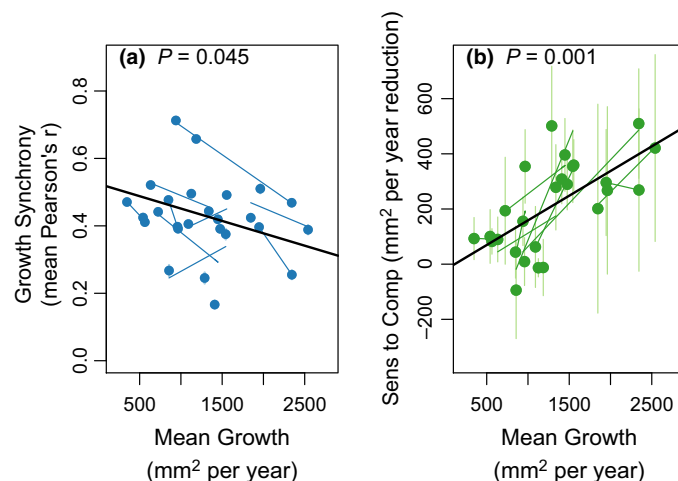 (a) P = 0.045
Growth Synchrony
(mean Pearson's r)
0.8
0.6
0.4
0.2
0.0
500
1500
2500
Mean Growth
(mm² per year)
(b) P = 0.001
Sens to Comp (mm² per year reduction)
600
400
200
0
−200
500
1500
2500
Mean Growth
(mm² per year)